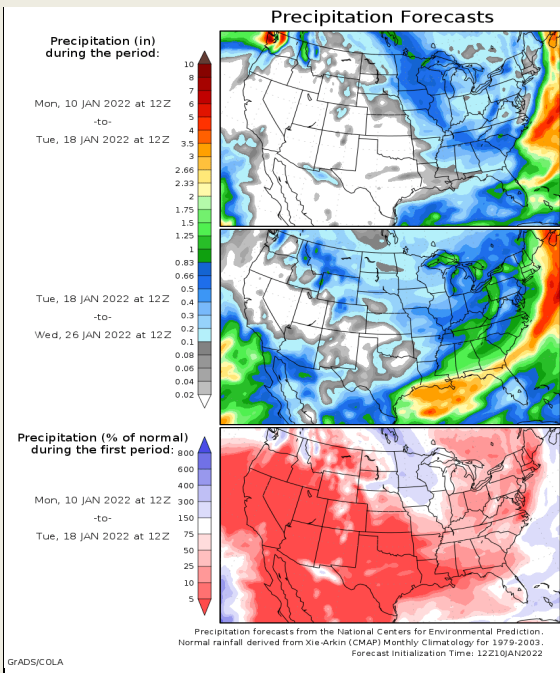 Precipitation Forecasts
Precipitation (in)
during the period:
Mon, 10 JAN 2022 at 12Z
-to-
Tue, 18 JAN 2022 at 12Z
10
8
7
6
5
4
3.5
3
2.66
2.33
2
1.75
1.5
1.25
1
0.83
0.66
0.5
0.4
0.3
0.2
0.1
0.08
0.06
0.04
0.02
Tue, 18 JAN 2022 at 12Z
-to-
Wed, 26 JAN 2022 at 12Z
Precipitation (% of normal)
during the first period:
Mon, 10 JAN 2022 at 12Z
-to-
Tue, 18 JAN 2022 at 12Z
800
600
400
300
150
75
50
25
10
5
Precipitation forecasts from the National Centers for Environmental Prediction.
Normal rainfall derived from Xie-Arkin (CMAP) Monthly Climatology for 1979-2003.
Forecast Initialization Time: 12Z10JAN2022
GrADS/COLA